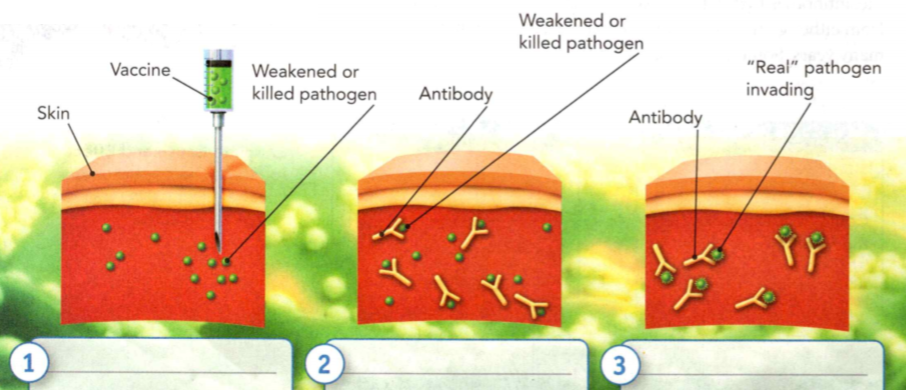 Weakened or
killed pathogen
Vaccine
Weakened or
killed pathogen
Antibody
"Real" pathogen
invading
Skin
Antibody
1
2
3